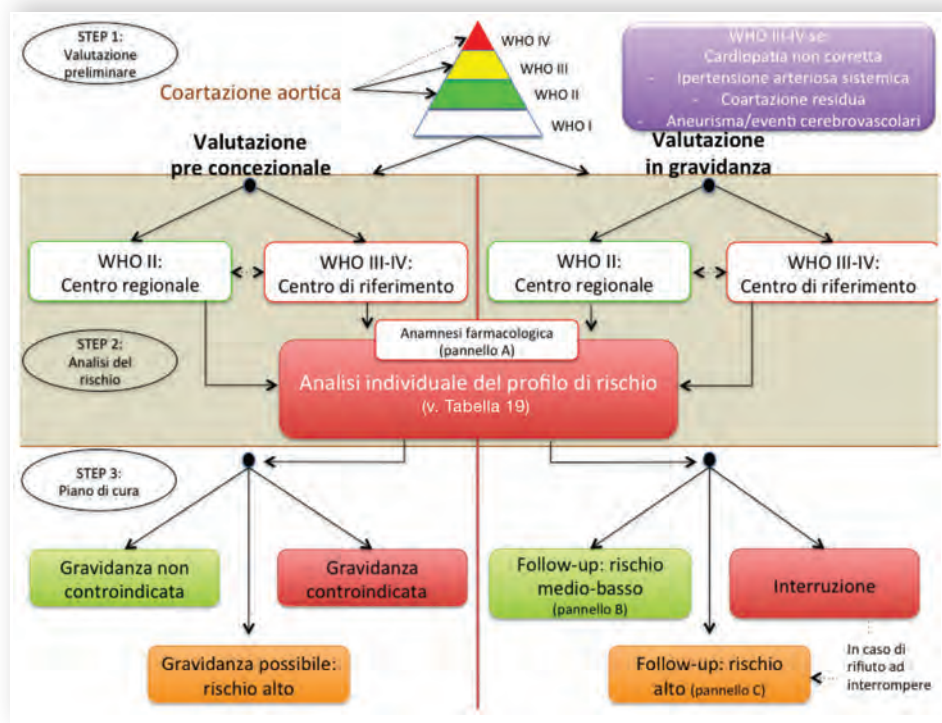 STEP 1:
Valutazione
preliminare
WHO IV
WHO III
WHO II
WHO I
Coartazione aortica
WHO III-IV se:
Cardiopatia non corretta
- Ipertensione arteriosa sistemica
- Coartazione residua
- Aneurisma/eventi cerebrovascolari
Valutazione
pre concezionale
Valutazione
in gravidanza
WHO II:
Centro regionale
WHO III-IV:
Centro di riferimento
WHO II:
Centro regionale
WHO III-IV:
Centro di riferimento
STEP 2:
Analisi del
rischio
Anamnesi farmacologica
(pannello A)
Analisi individuale del profilo di rischio
(v. Tabella 19)
STEP 3:
Piano di cura
Gravidanza non
controindicata
Gravidanza
controindicata
Gravidanza possibile:
rischio alto
Follow-up: rischio
medio-basso
(pannello B)
Interruzione
Follow-up: rischio
alto (pannello C)
In caso di
rifiuto ad
interrompere